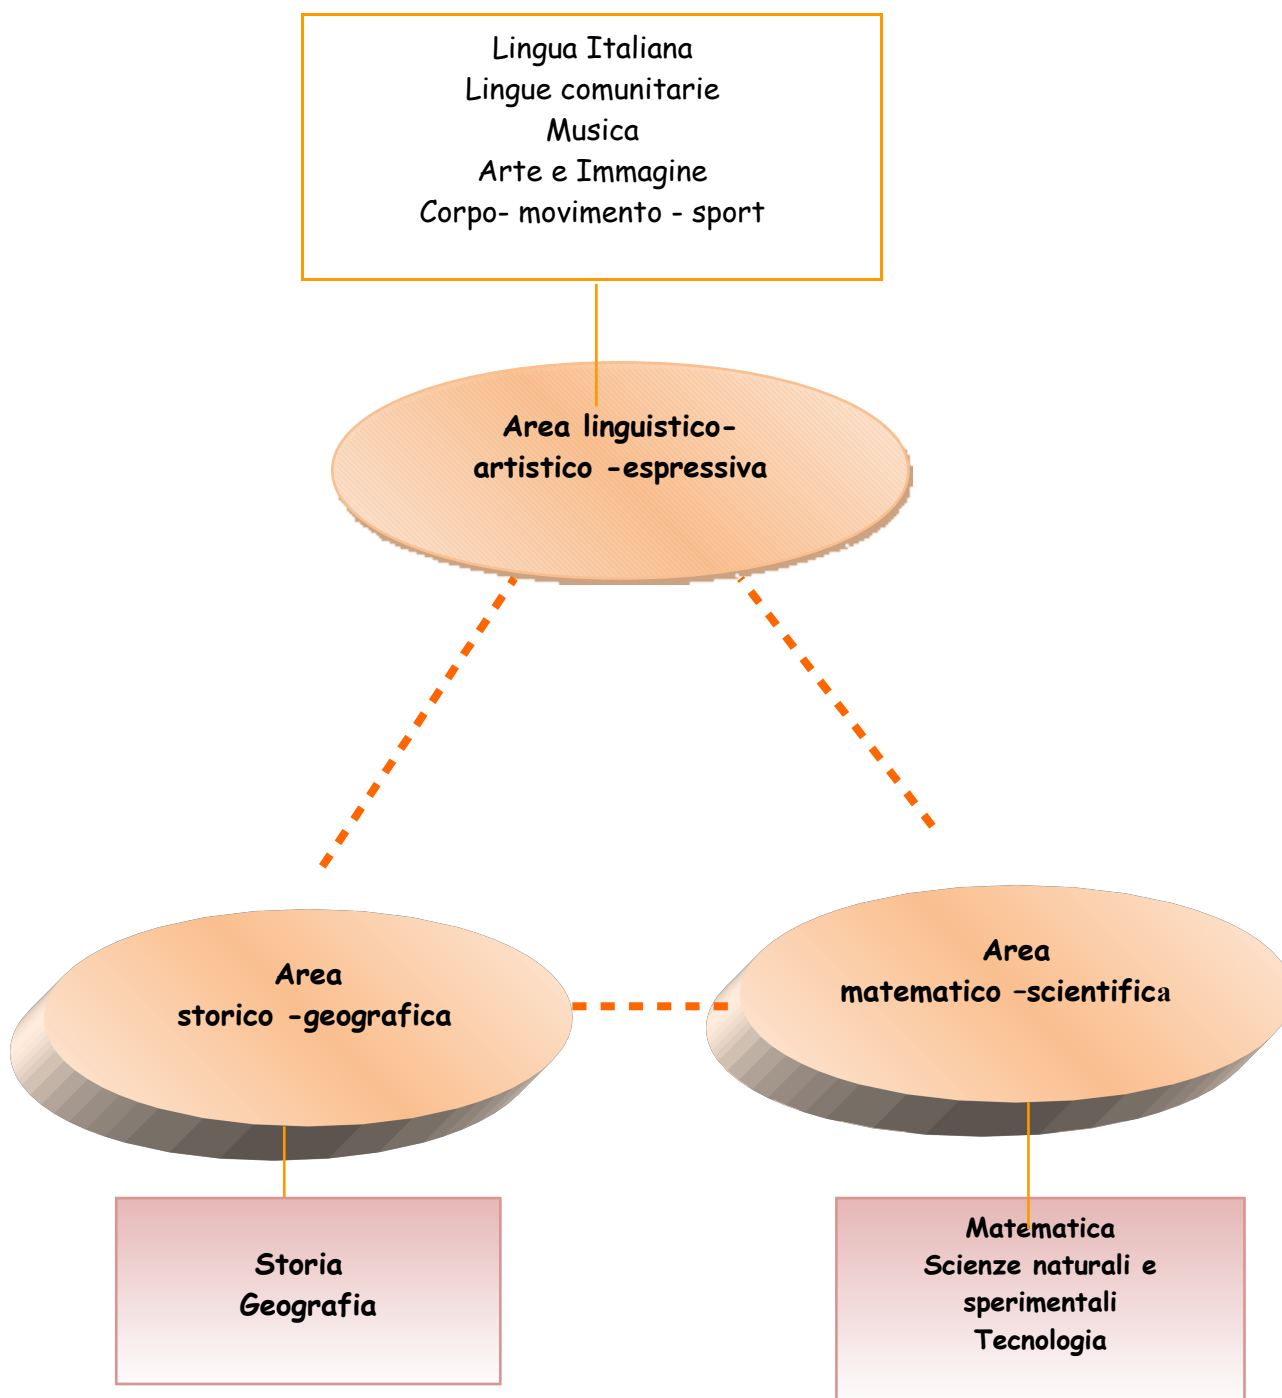 Lingua Italiana
Lingue comunitarie
Musica
Arte e Immagine
Corpo- movimento - sport
Area linguistico-
artistico -espressiva
Area
storico -geografica
Area
matematico -scientifica
Storia
Geografia
Matematica
Scienze naturali e
sperimentali
Tecnologia